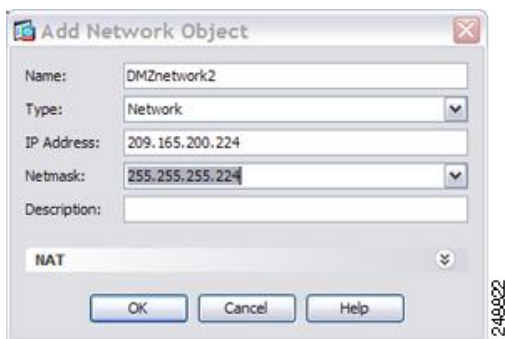 Add Network Object
Name: DMZnetwork2
Type: Network
IP Address: 209.165.200.224
Netmask: 255.255.255.224
Description:
NAT
OK Cancel Help
248822